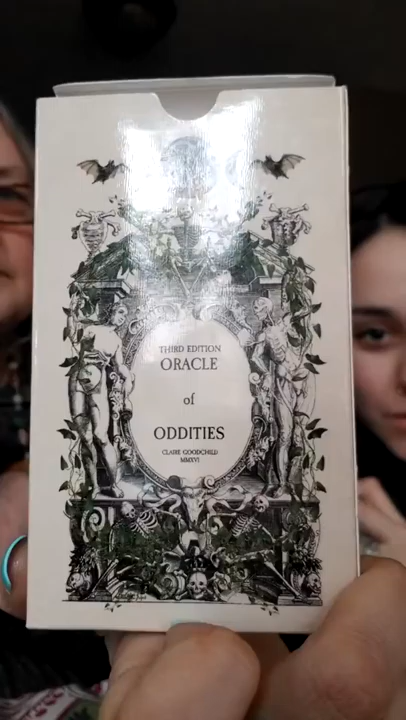 THIRD EDITION
ORACLE
of
ODDITIES
CLAIRE GOODCHILD
MMXVI